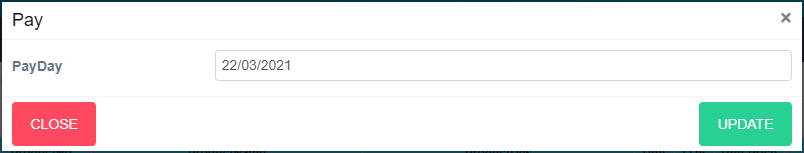 Pay
×
PayDay
22/03/2021
CLOSE
UPDATE